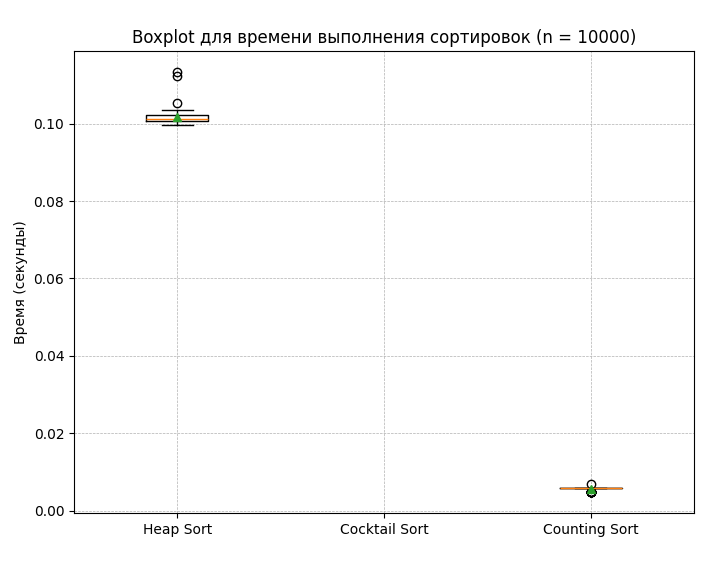 Boxplot для времени выполнения сортировок (n = 10000)
Время (секунды)
0.10
0.08
0.06
0.04
0.02
0.00
Heap Sort
Cocktail Sort
Counting Sort